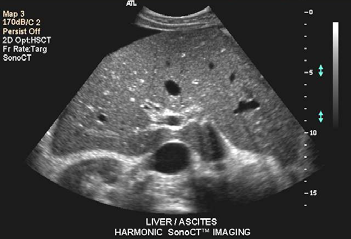 ATL
Map 3
170dB/C 2
Persist Off
2D Opt:HSCT
Fr Rate:Targ
SonoCT
0
5
10
15
LIVER / ASCITES
HARMONIC SonoCT™ IMAGING